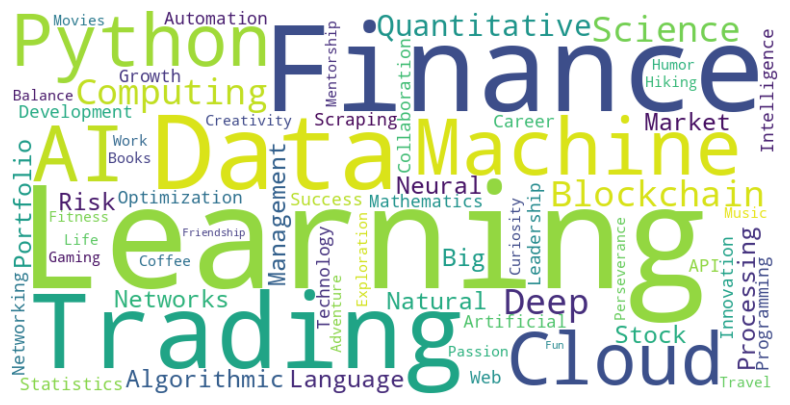 Movies
Automation
Python
Finance
Mentorship
Quantitative
Science
Growth
Balance
Computing
Development
Creativity
Scraping
Collaboration
Career
Humor
Hiking
Market
Intelligence
Work
Books
AI
Data
Machine
Portfolio
Risk
Optimization
Management
Success
Neural
Mathematics
Blockchain
Music
Fitness
Life
Gaming
Friendship
Coffee
Learning
Big
Curiosity
Leadership
Perseverance
API
Networking
Networks
Technology
Adventure
Exploration
Natural
Artificial
Deep
Stock
Innovation
Processing
Programming
Trading
Passion
Fun
Cloud
Statistics
Algorithmic
Language
Web
Travel